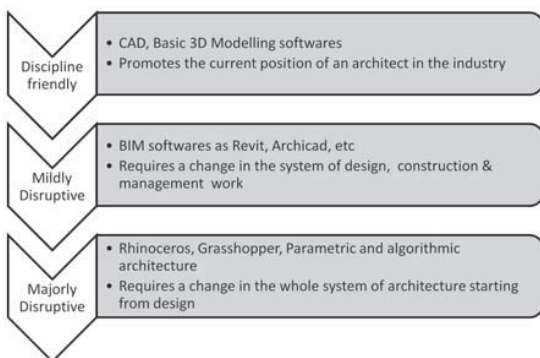 Discipline
friendly
• CAD, Basic 3D Modelling softwares
• Promotes the current position of an architect in the industry
Mildly
Disruptive
• BIM softwares as Revit, Archicad, etc
• Requires a change in the system of design, construction &
management work
Majorly
Disruptive
• Rhinoceros, Grasshopper, Parametric and algorithmic
architecture
• Requires a change in the whole system of architecture starting
from design